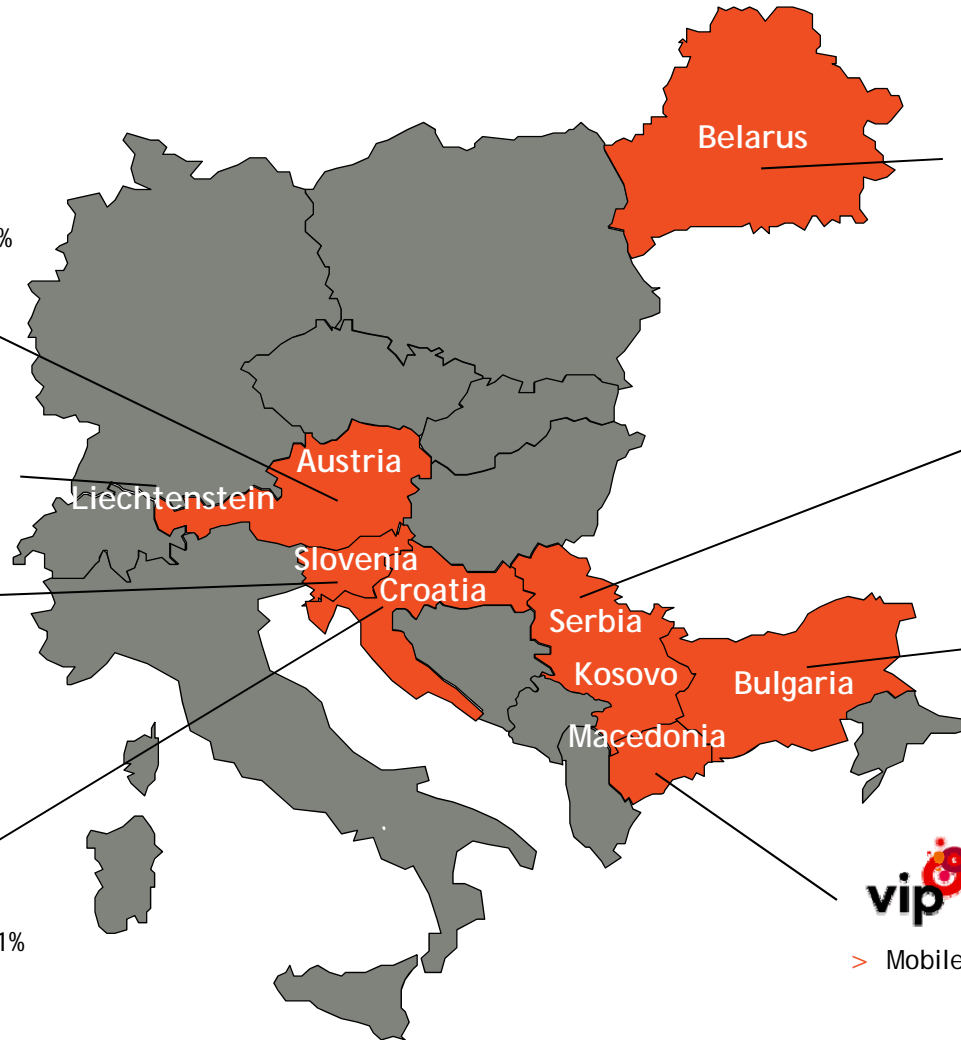 Belarus
%
Austria
Liechtenstein
Slovenia
Croatia
Serbia
Kosovo
Bulgaria
Macedonia
vip
1%
> Mobile